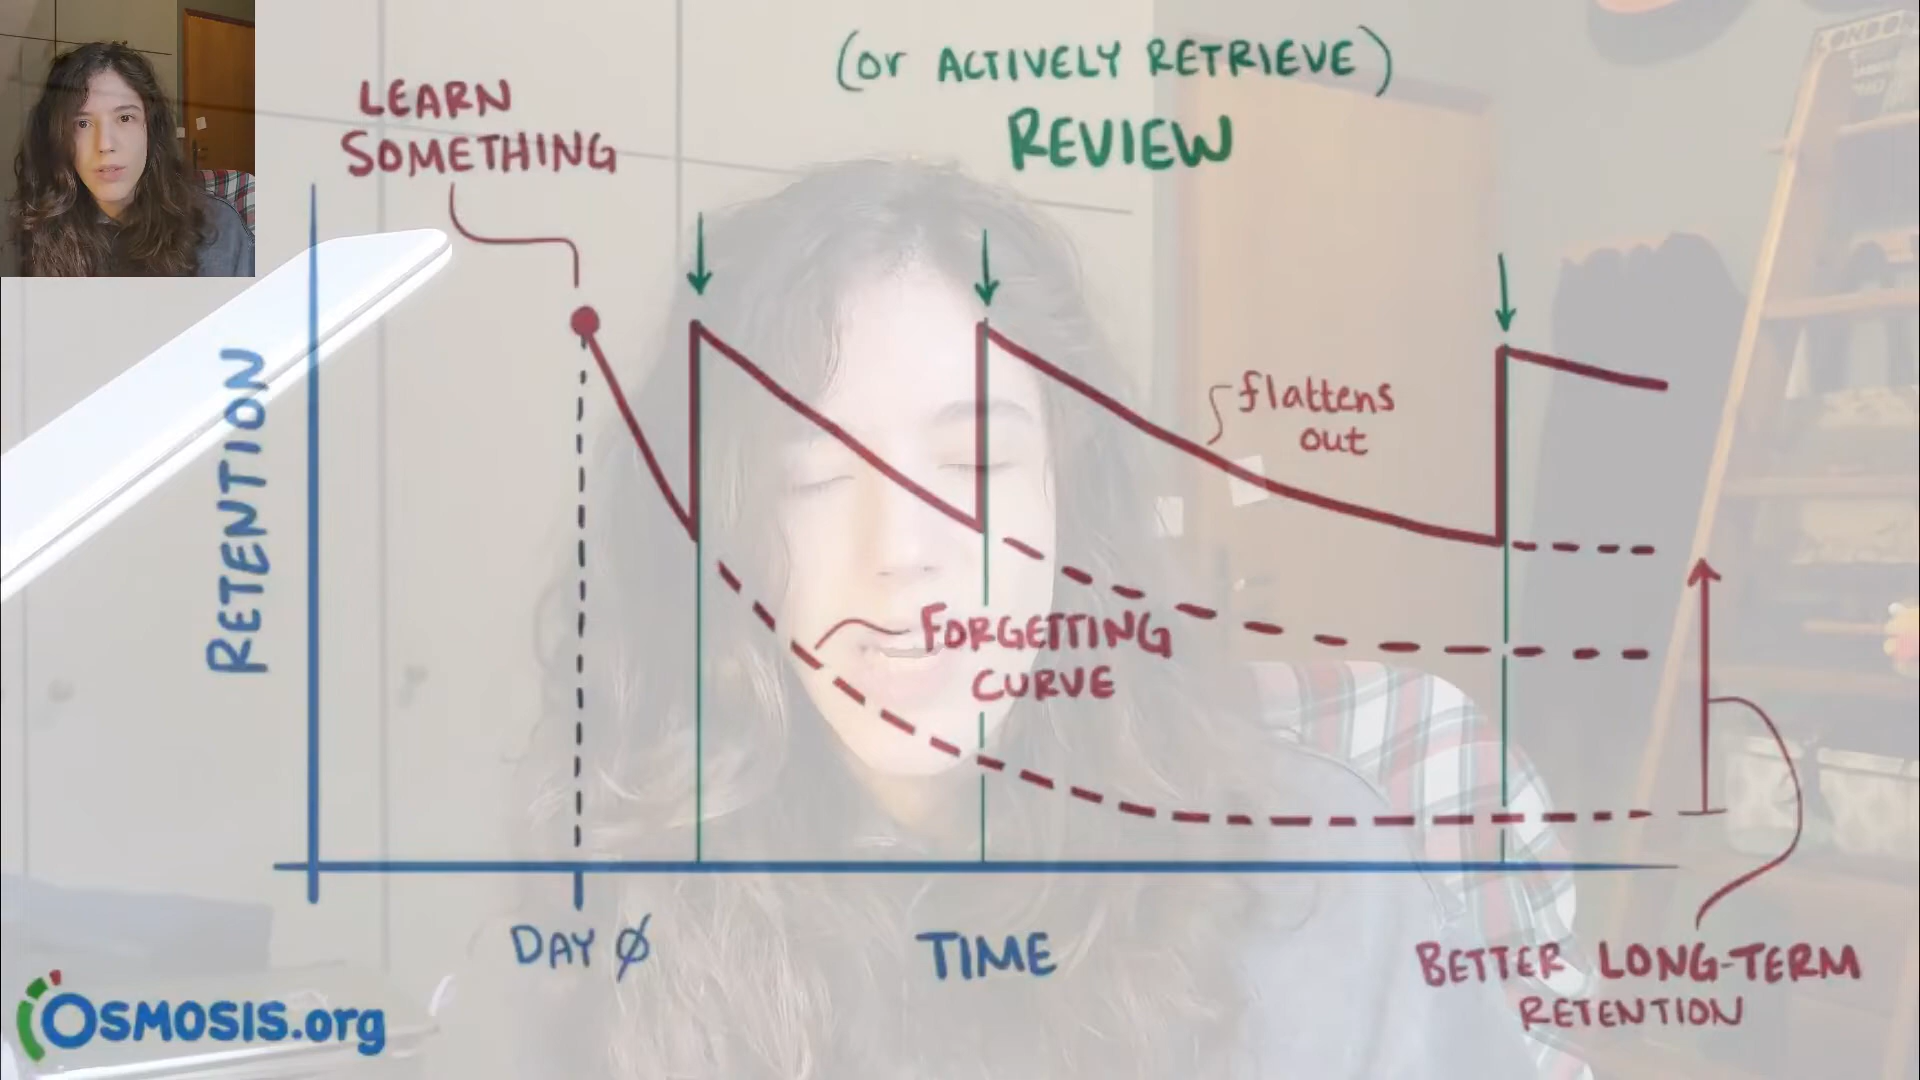 (or ACTIVELY RETRIEVE)
REVIEW
LEARN
SOMETHING
flattens
out
RETENTION
FORGETTING
CURVE
DAY 0
TIME
BETTER LONG-TERM
RETENTION
OSMOSIS.org